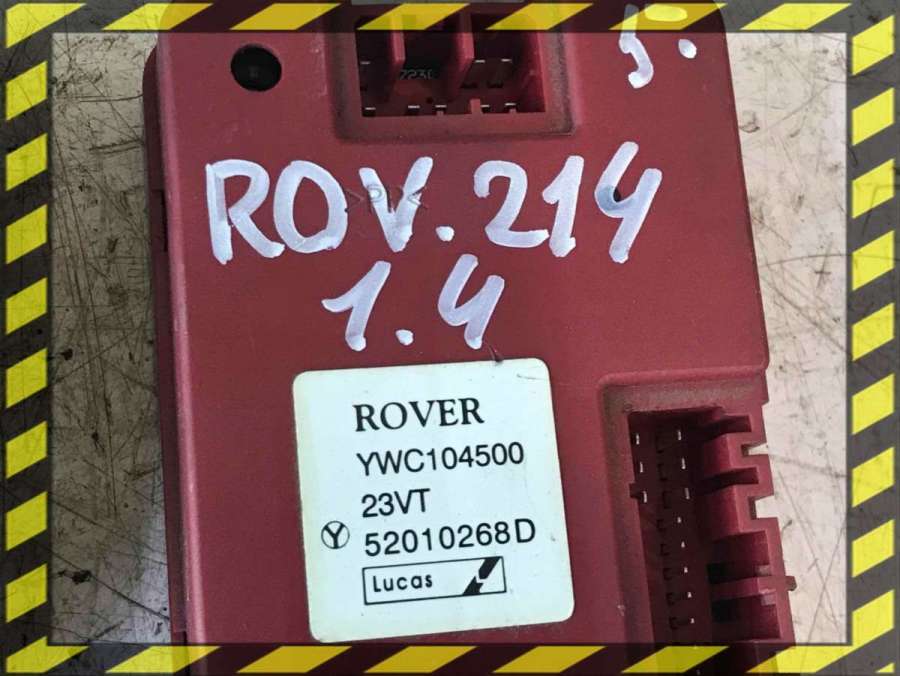 ROV.214
1.4
ROVER
YWC104500
23VT
Y 52010268D
Lucas